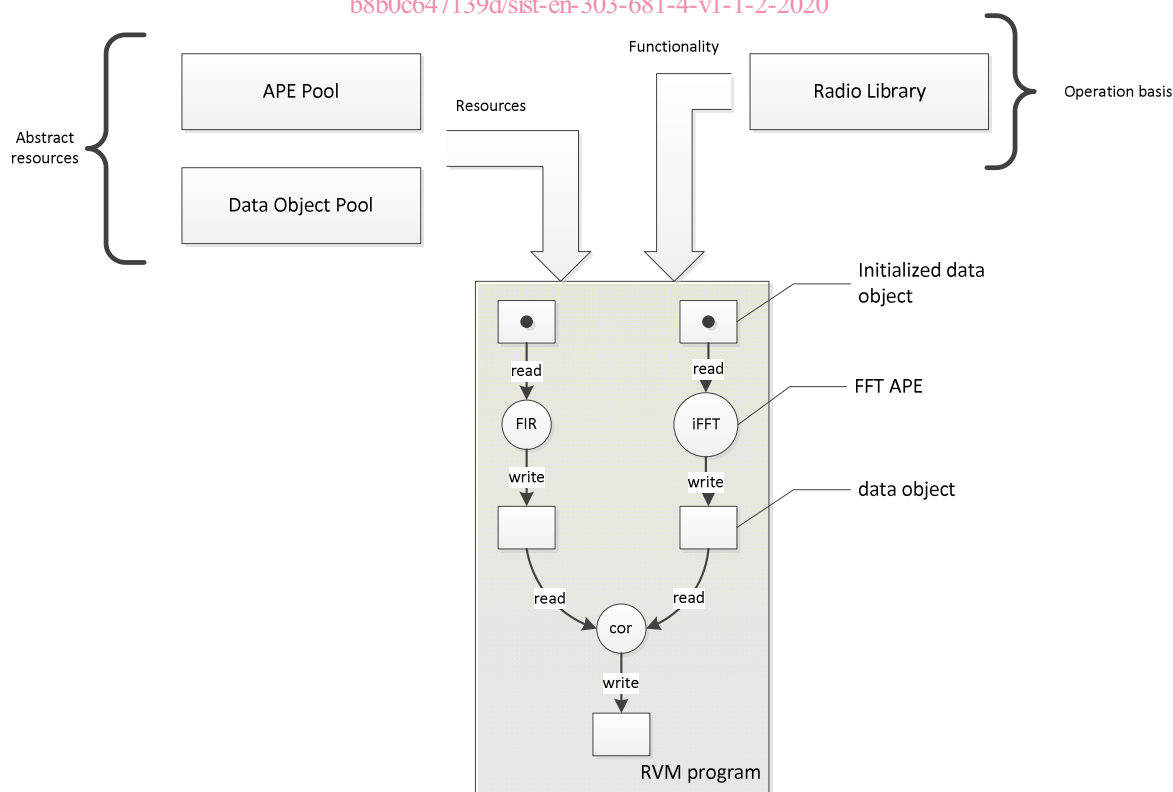 b8b0c647139d/sist-en-303-681-4-v1-1-2-2020
Functionality
APE Pool
Radio Library
Operation basis
Resources
Abstract
resources
Data Object Pool
Initialized data
object
read
read
FFT APE
FIR
iFFT
write
write
data object
read
read
cor
write
RVM program